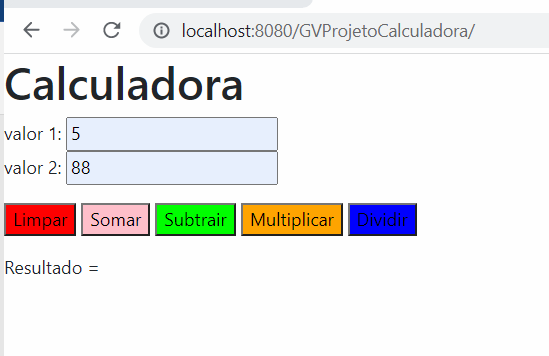 localhost:8080/GVProjetoCalculadora/
Calculadora
valor 1: 5
valor 2: 88
Limpar Somar Subtrair Multiplicar Dividir
Resultado =